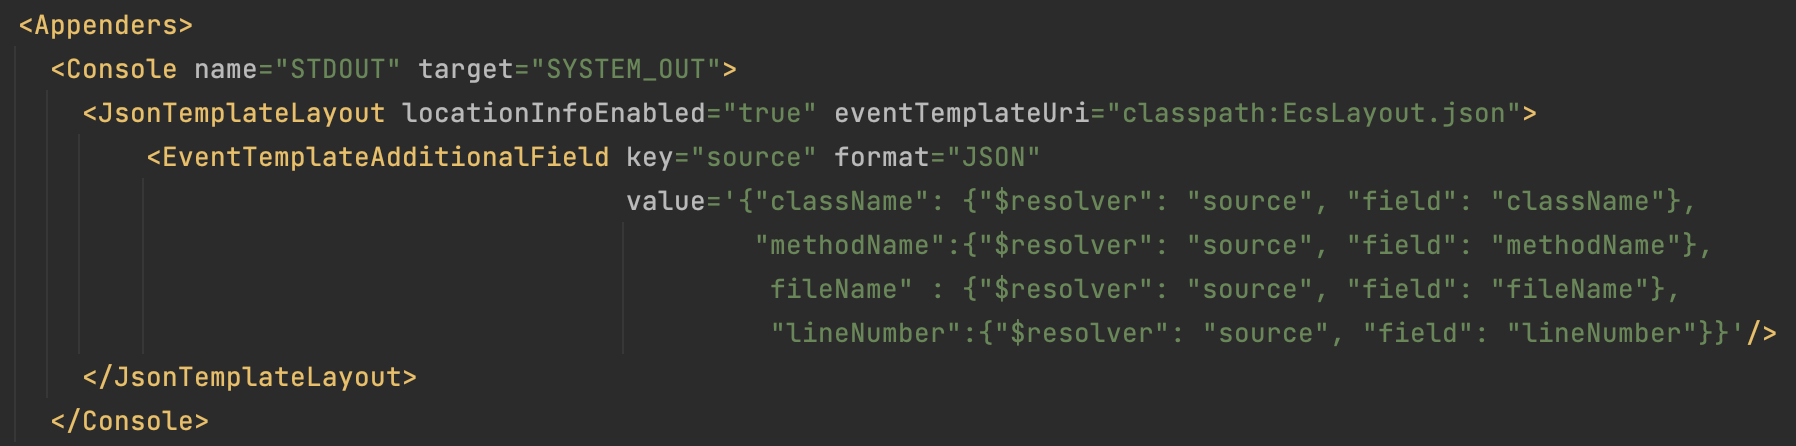 <Appenders>
<Console name="STDOUT" target="SYSTEM_OUT">
<JsonTemplateLayout locationInfoEnabled="true" eventTemplateUri="classpath:EcsLayout.json">
<EventTemplateAdditionalField key="source" format="JSON"
value='{"className": {"$resolver": "source", "field": "className"},
"methodName":{"$resolver": "source", "field": "methodName"},
fileName" : {"$resolver": "source", "field": "fileName"},
"lineNumber":{"$resolver": "source", "field": "lineNumber"}}'/>
</JsonTemplateLayout>
</Console>